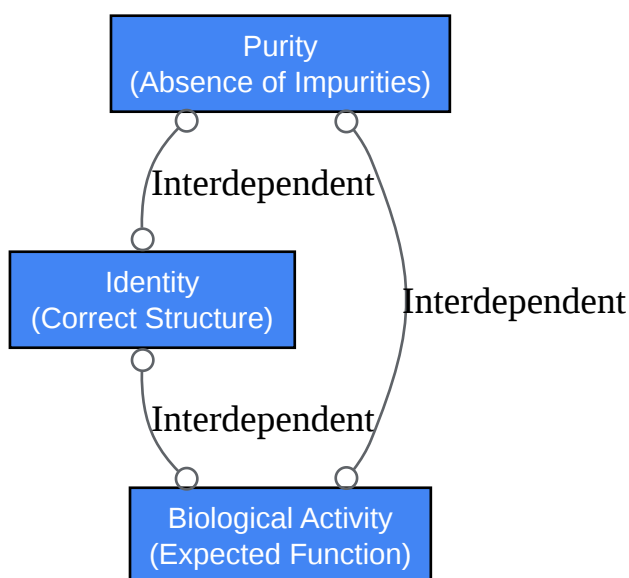 Purity
(Absence of Impurities)
Interdependent
Identity
(Correct Structure)
Interdependent
Interdependent
Biological Activity
(Expected Function)